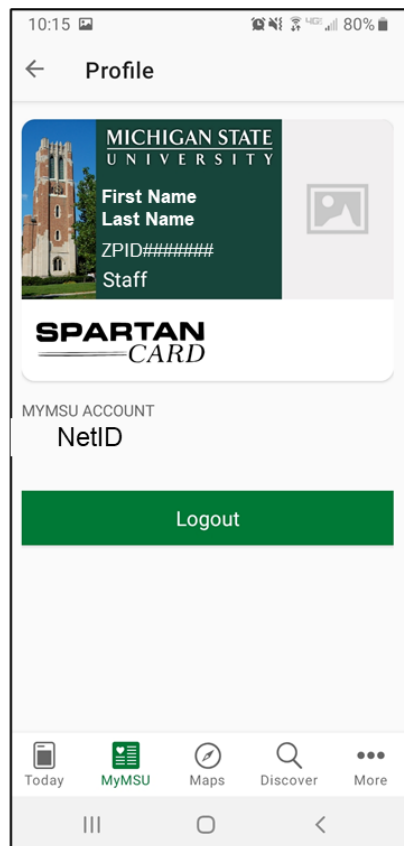 10:15 4GE 80%
Profile
MICHIGAN STATE
UNIVERSITY
First Name
Last Name
ZPID#######
Staff
SPARTAN
CARD
MYMSU ACCOUNT
NetID
Logout
Today MyMSU Maps Discover More